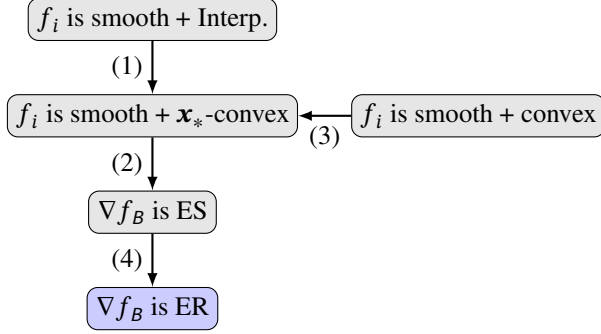 f_i is smooth + Interp.
(1)
f_i is smooth + x_*-convex
f_i is smooth + convex
(3)
(2)
∇f_B is ES
(4)
∇f_B is ER